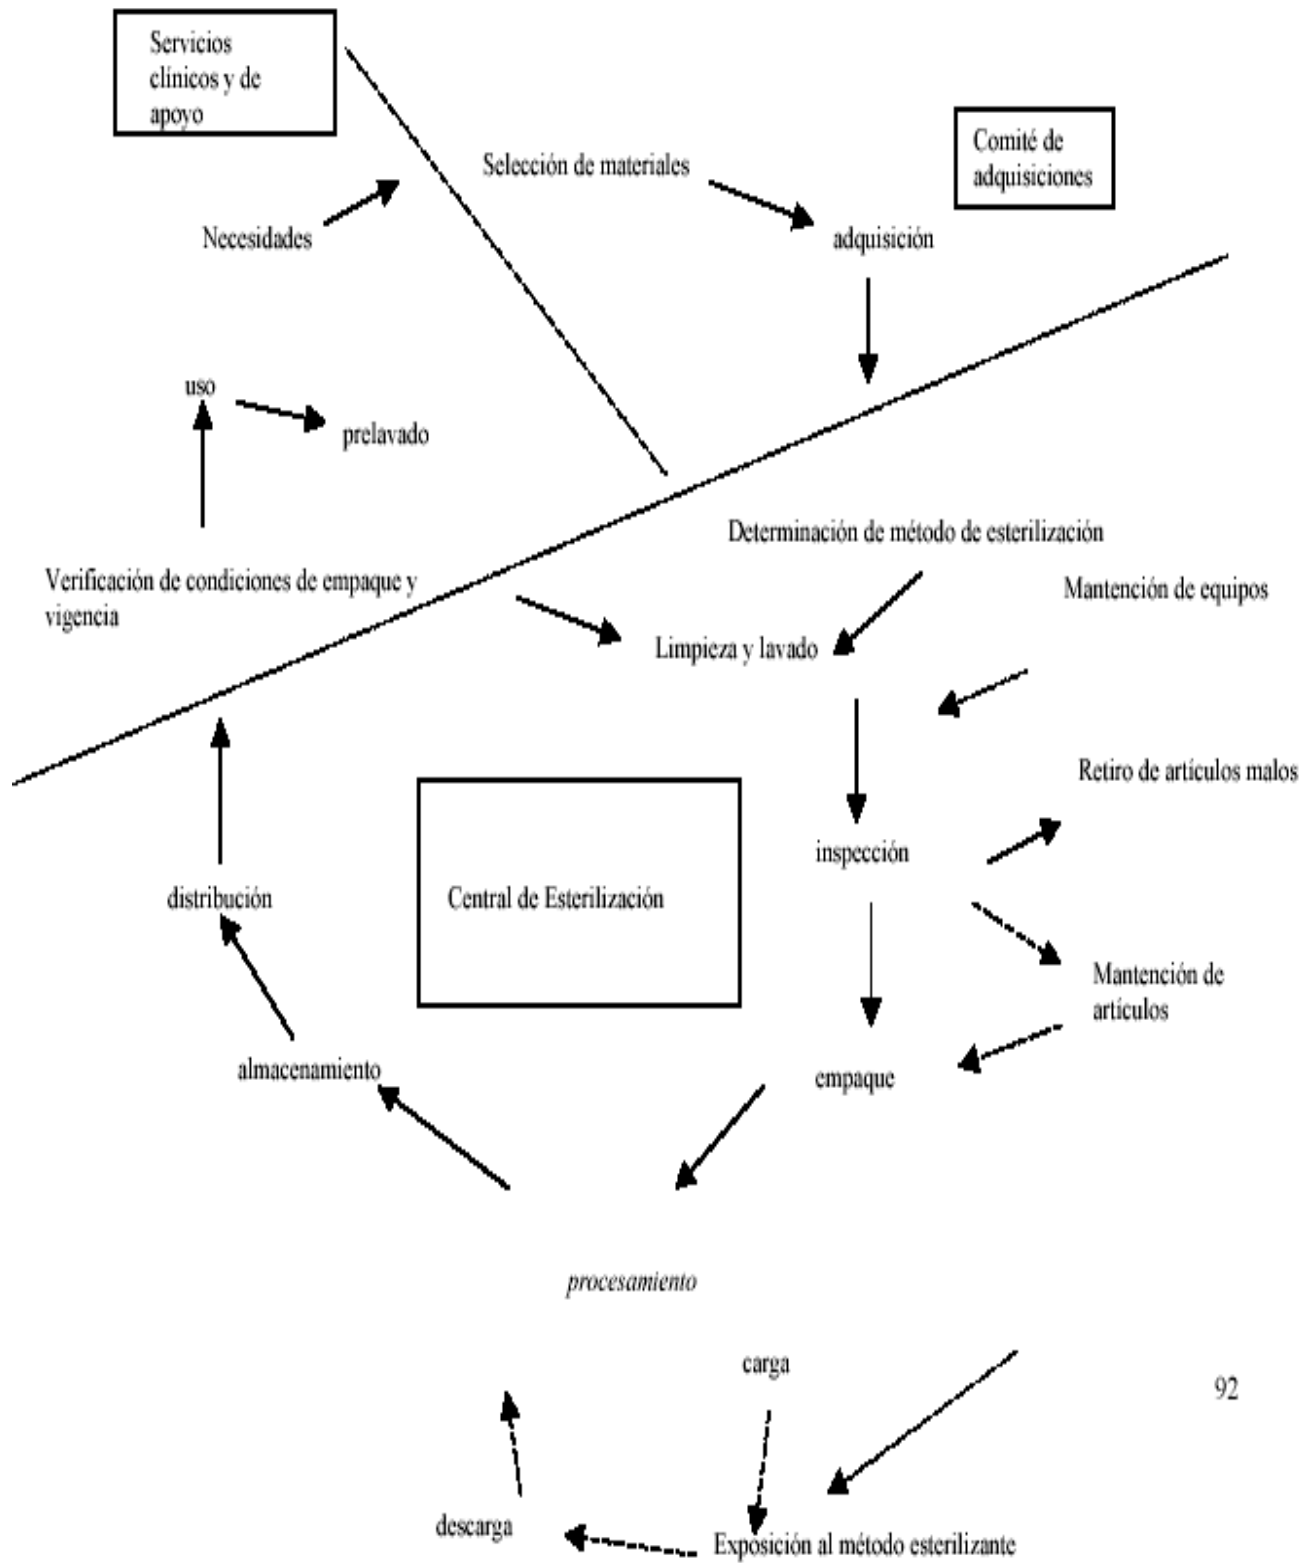 Servicios
clínicos y de
apoyo
Comité de
adquisiciones
Selección de materiales
Necesidades
adquisición
uso
prelavado
Determinación de método de esterilización
Verificación de condiciones de empaque y
vigencia
Mantención de equipos
Limpieza y lavado
Retiro de artículos malos
inspección
distribución
Central de Esterilización
Mantención de
artículos
almacenamiento
empaque
procesamiento
carga
92
descarga
Exposición al método esterilizante